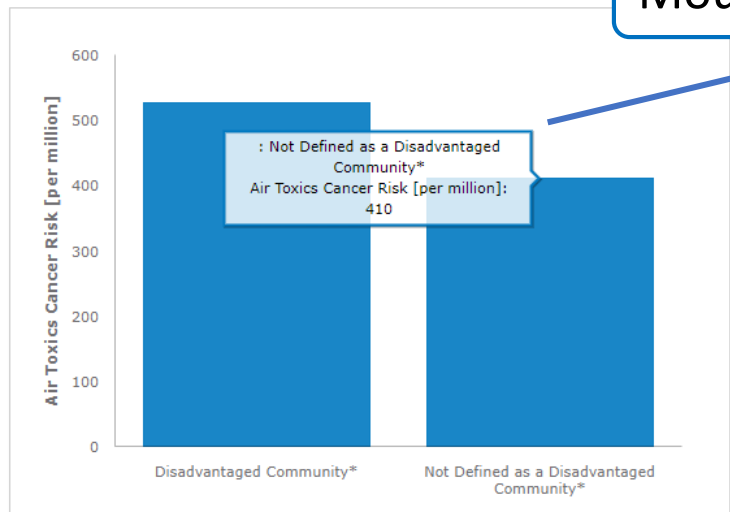 600
500
400
300
200
100
0
Air Toxics Cancer Risk [per million]
: Not Defined as a Disadvantaged
Community*
Air Toxics Cancer Risk [per million]:
410
Disadvantaged Community*
Not Defined as a Disadvantaged
Community*